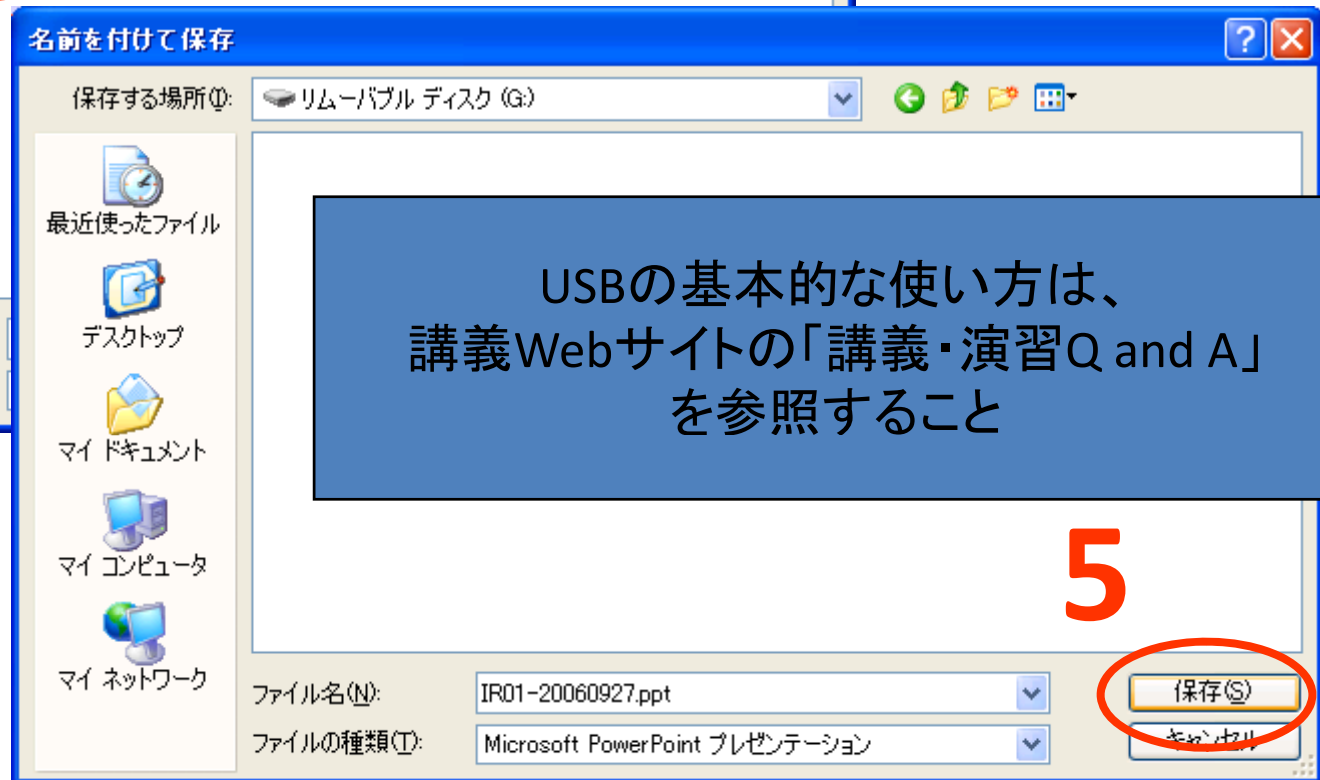 名前を付けて保存
保存する場所(I):
リムーバブル ディスク (G:)
最近使ったファイル
デスクトップ
マイ ドキュメント
マイ コンピュータ
マイ ネットワーク
USBの基本的な使い方は、
講義Webサイトの「講義・演習Q and A」
を参照すること
5
ファイル名(N):
IR01-20060927.ppt
保存(S)
ファイルの種類(T):
Microsoft PowerPoint プレゼンテーション
キャンセル